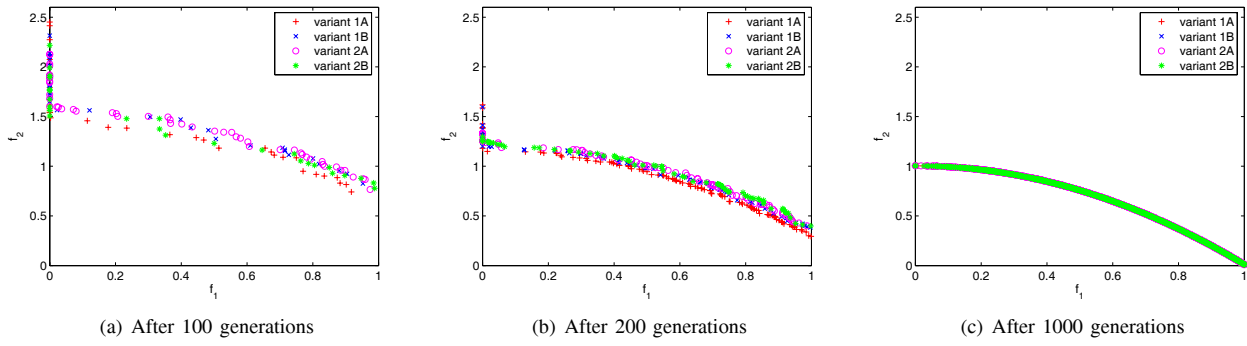 2.5
2
1.5
1
0.5
0
f2
0
0.2
0.4
0.6
0.8
1
f1
variant 1A
variant 1B
variant 2A
variant 2B
(a) After 100 generations
2.5
2
1.5
1
0.5
0
f2
0
0.2
0.4
0.6
0.8
1
f1
variant 1A
variant 1B
variant 2A
variant 2B
(b) After 200 generations
2.5
2
1.5
1
0.5
0
f2
0
0.2
0.4
0.6
0.8
1
f1
variant 1A
variant 1B
variant 2A
variant 2B
(c) After 1000 generations